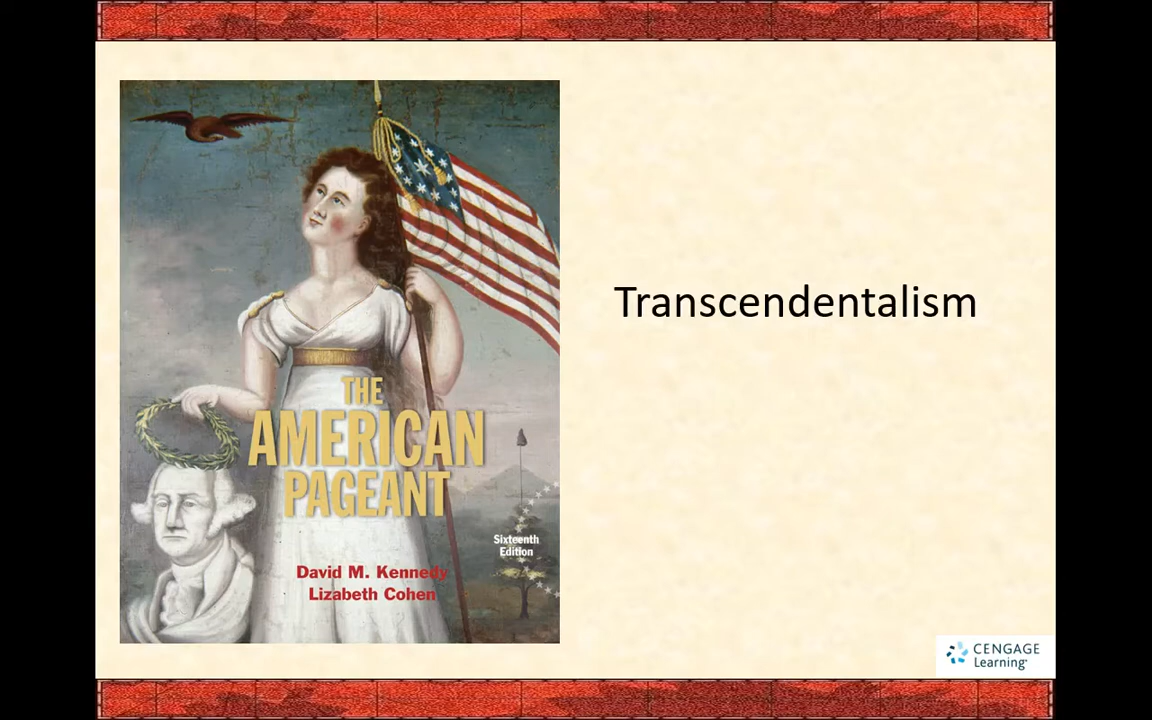 THE
AMERICAN
PAGEANT
Sixteenth
Edition
David M. Kennedy
Lizabeth Cohen
Transcendentalism
CENGAGE
Learning®